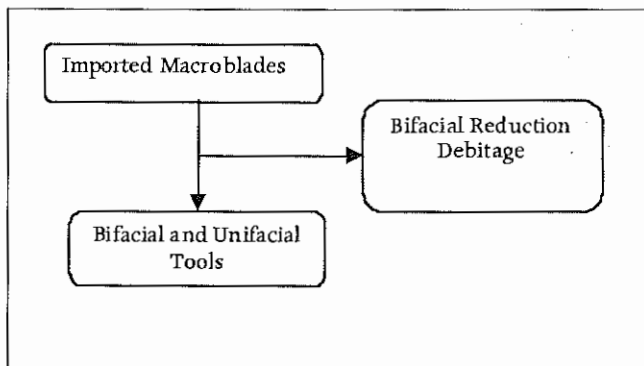 Imported Macroblades
Bifacial Reduction
Debitage
Bifacial and Unifacial
Tools